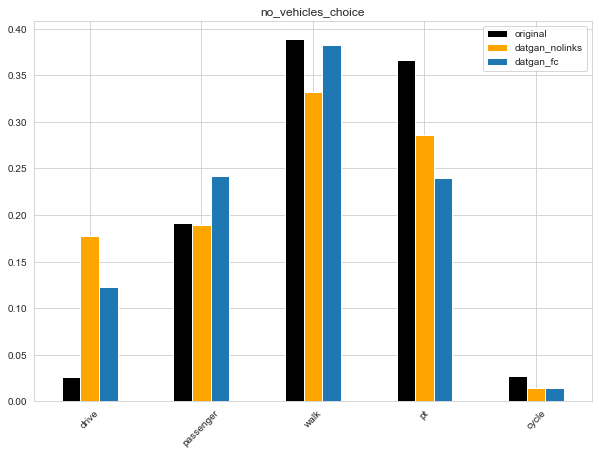 no_vehicles_choice
original
datgan_nolinks
datgan_fc
0.40
0.35
0.30
0.25
0.20
0.15
0.10
0.05
0.00
drive
passenger
walk
pt
cycle